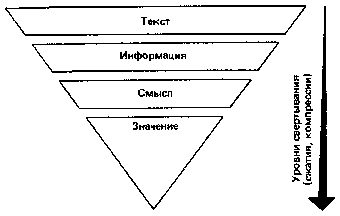 Текст
Информация
Смысл
Значение
Уровни свертывания
(сжатия, компрессии)